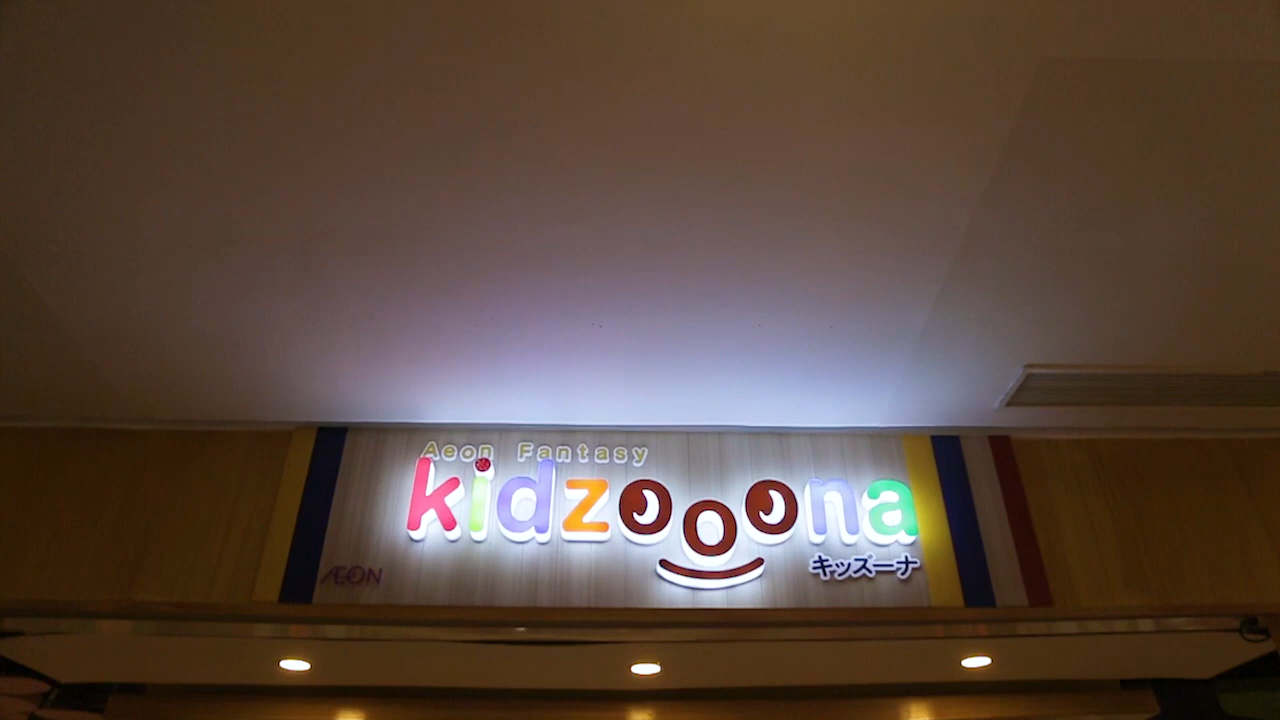 Aeon Fantasy
kidzooona
キッズーナ
ÆON